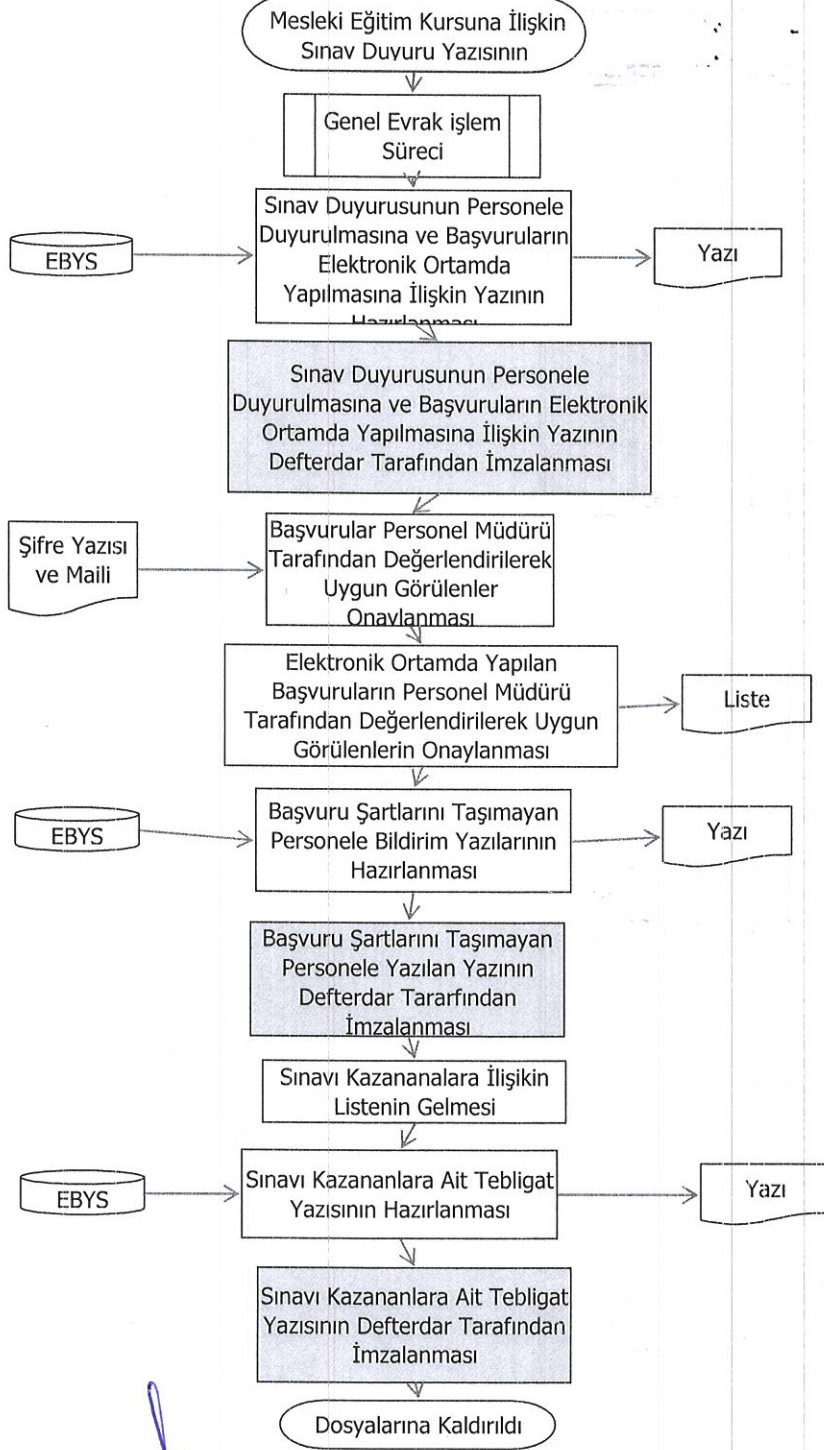 Mesleki Eğitim Kursuna İlişkin
Sınav Duyuru Yazısının
Genel Evrak işlem
Süreci
Sınav Duyurusunun Personele
Duyurulmasına ve Başvuruların
Elektronik Ortamda
Yapılmasına İlişkin Yazının
Hazırlanması
EBYS
Yazı
Sınav Duyurusunun Personele
Duyurulmasına ve Başvuruların Elektronik
Ortamda Yapılmasına İlişkin Yazının
Defterdar Tarafından İmzalanması
Şifre Yazısı
ve Maili
Başvurular Personel Müdürü
Tarafından Değerlendirilerek
Uygun Görülenler
Onaylanması
Elektronik Ortamda Yapılan
Başvuruların Personel Müdürü
Tarafından Değerlendirilerek Uygun
Görülenlerin Onaylanması
Liste
EBYS
Başvuru Şartlarını Taşımayan
Personele Bildirim Yazılarının
Hazırlanması
Yazı
Başvuru Şartlarını Taşımayan
Personele Yazılan Yazının
Defterdar Tararfından
İmzalanması
Sınavı Kazananalara İlişikin
Listenin Gelmesi
EBYS
Sınavı Kazananlara Ait Tebligat
Yazısının Hazırlanması
Yazı
Sınavı Kazananlara Ait Tebligat
Yazısının Defterdar Tarafından
İmzalanması
Dosyalarına Kaldırıldı